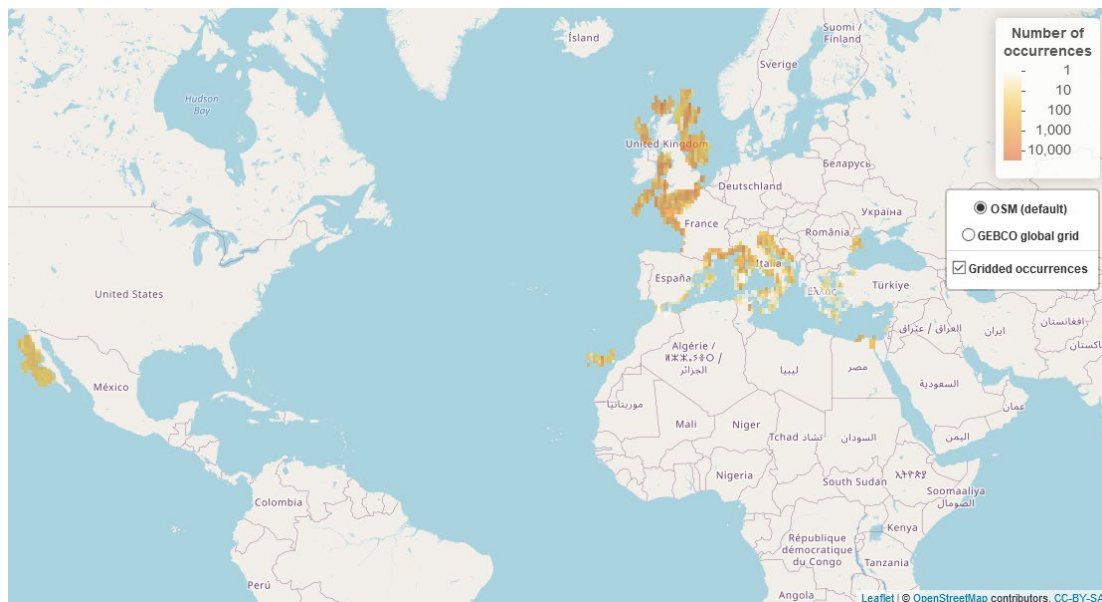 Number of
occurrences
1
10
100
1,000
10,000
OSM (default)
GEBCO global grid
Gridded occurrences
Ísland
Suomi /
Finland
Sverige
Hudson
Bay
United Kingdom
Беларусь
Deutschland
Україна
France
România
Italia
España
Türkiye
United States
العراق / عێراق
ایران
افغانستان
Algérie /
ⵍⵣⵣⴰⵢⴻⵔ /
الجزائر
ليبيا
مصر
السعودية
México
موريتانيا
عمان
Mali
Niger
Tchad تشاد
السودان
اليمن
Nigeria
South Sudan
ኢትዮጵያ
Soomaaliya
الصومال
Colombia
Kenya
République
démocratique
du Congo
Tanzania
Perú
Angola
Leaflet | © OpenStreetMap contributors, CC-BY-SA